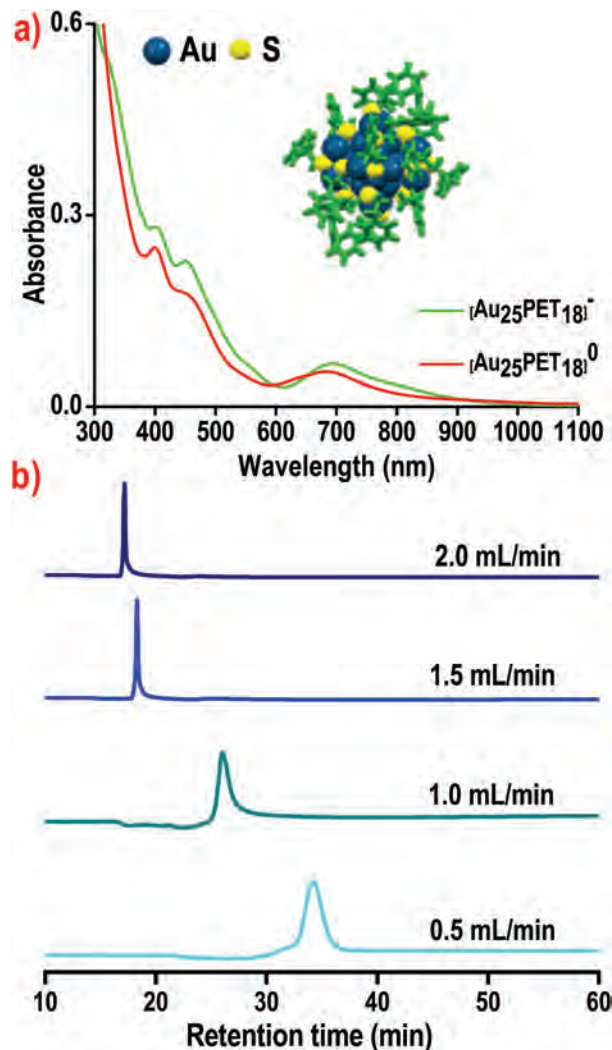 a)
Au S
0.6
0.3
0.0
Absorbance
[Au25PET18]-
[Au25PET18]0
300 400 500 600 700 800 900 1000 1100
Wavelength (nm)
b)
2.0 mL/min
1.5 mL/min
1.0 mL/min
0.5 mL/min
10 20 30 40 50 60
Retention time (min)